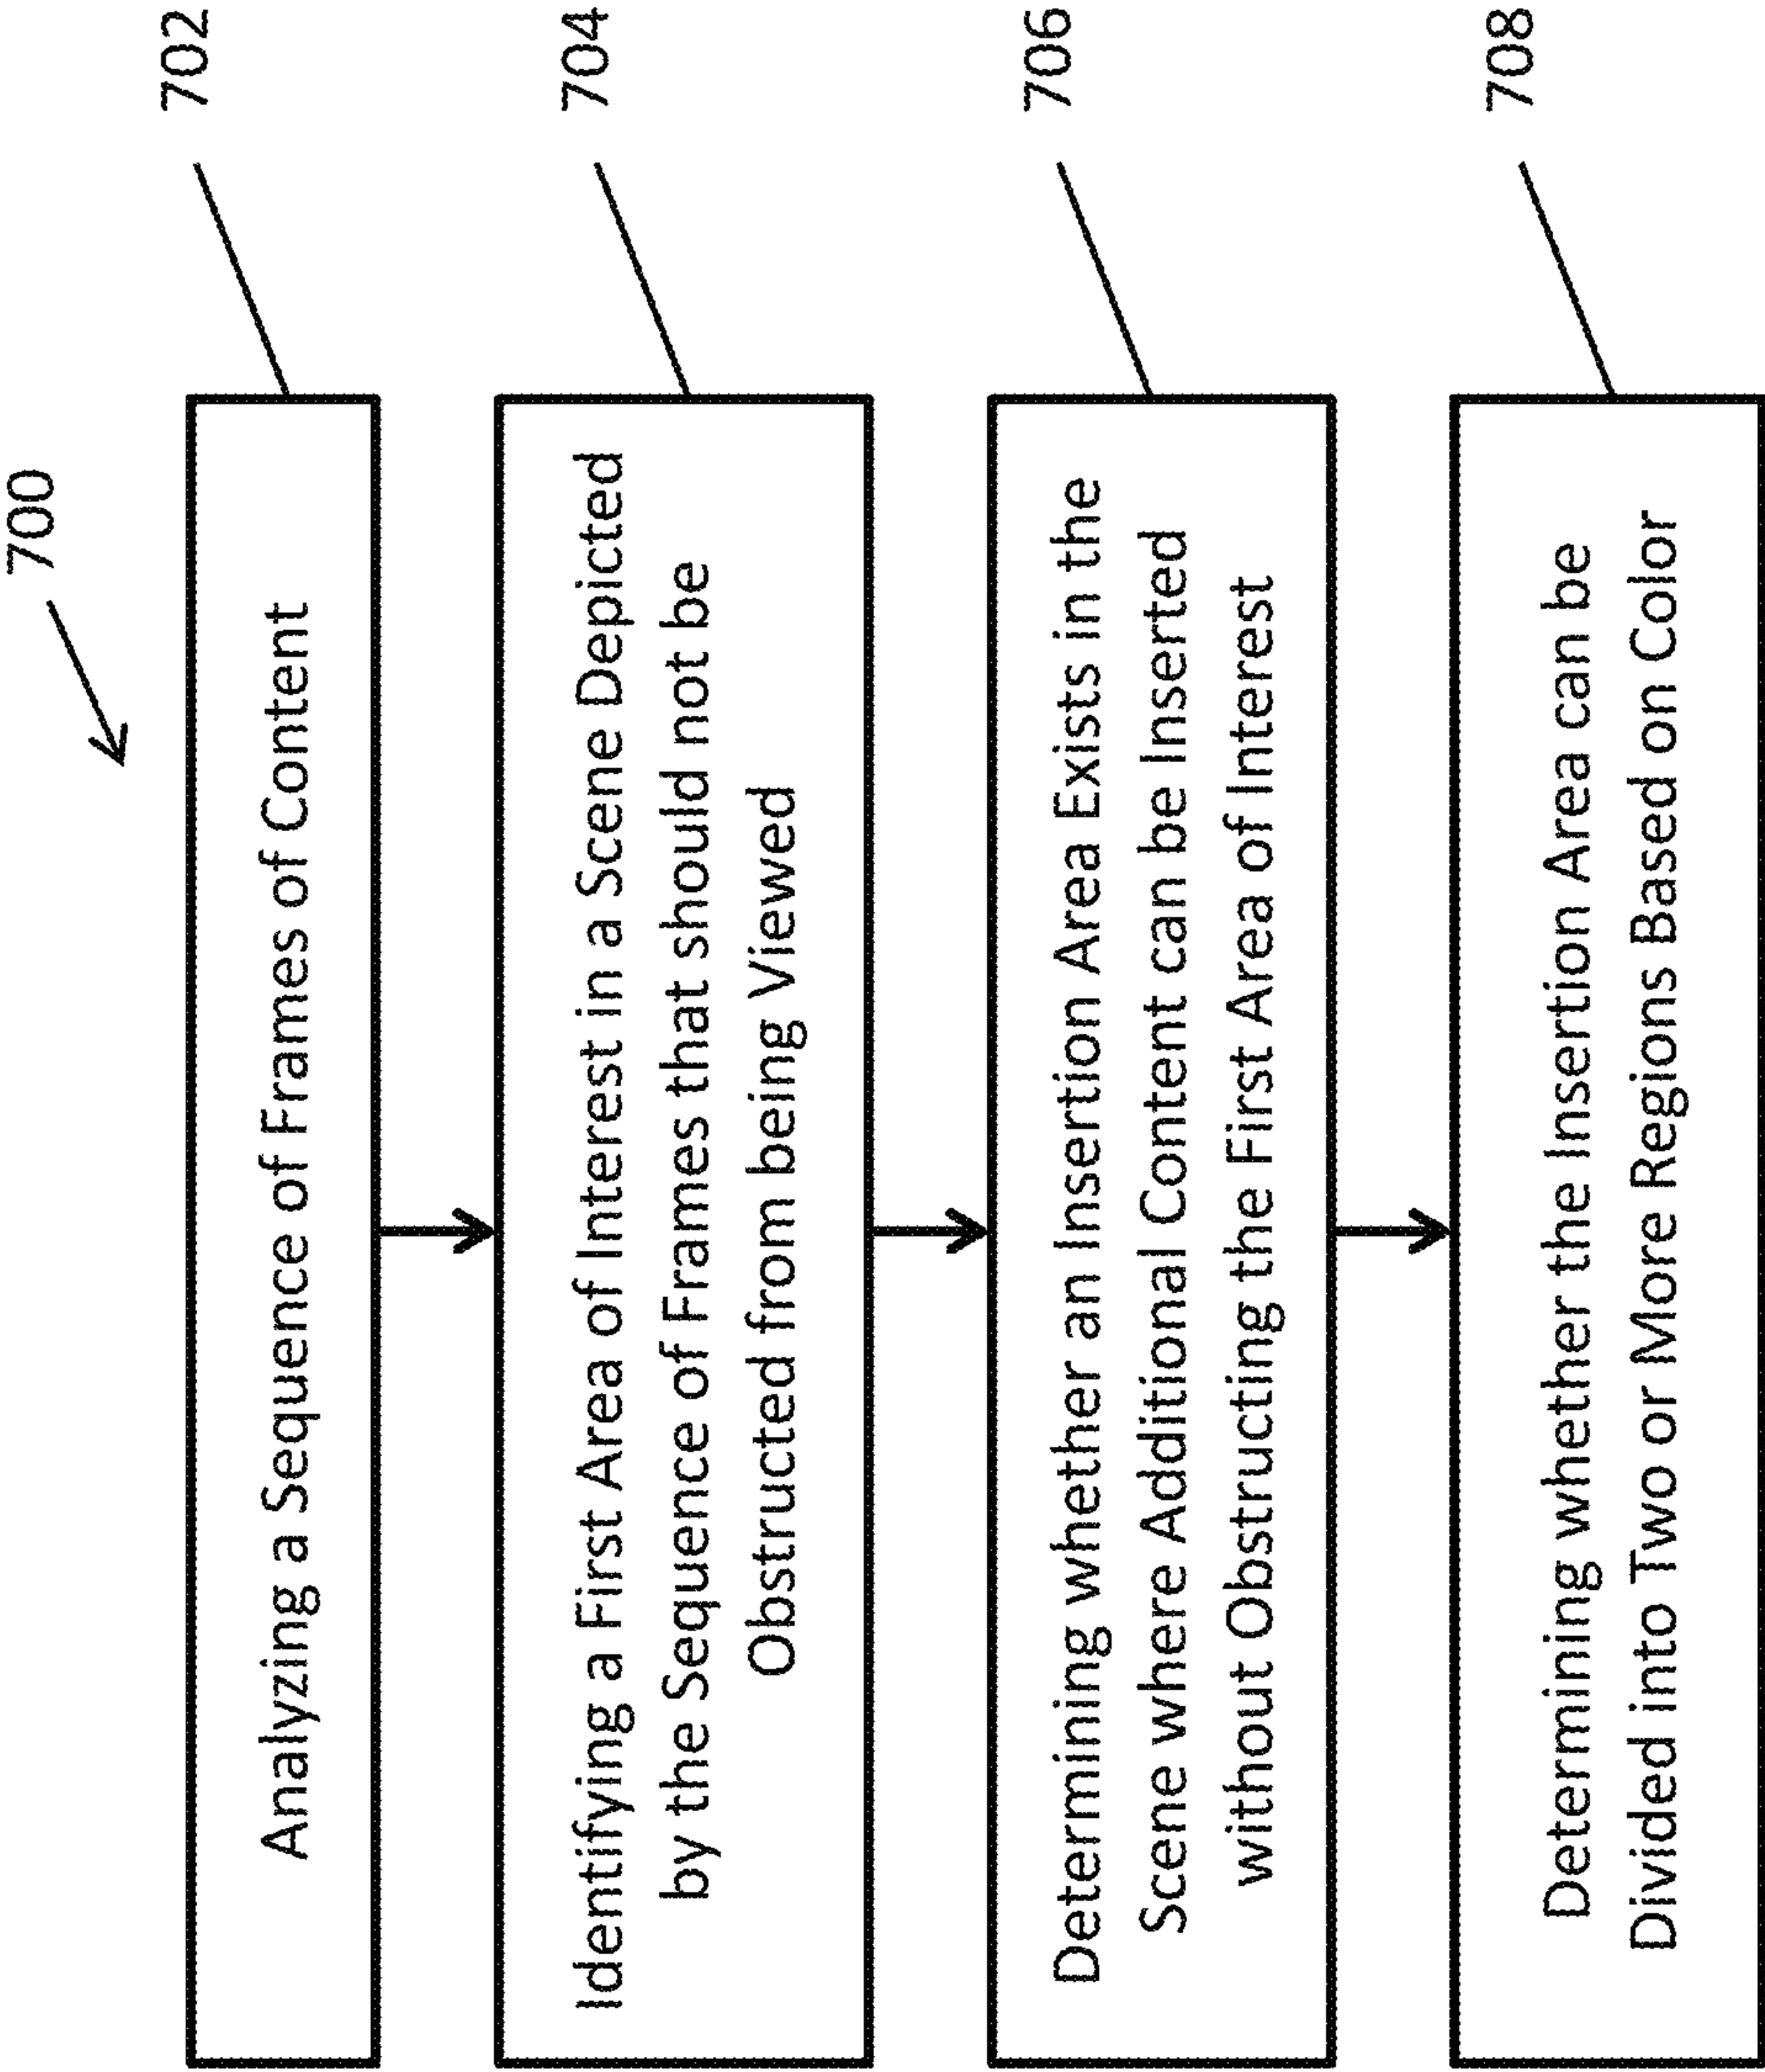 700
702
Analyzing a Sequence of Frames of Content
704
Identifying a First Area of Interest in a Scene Depicted
by the Sequence of Frames that should not be
Obstructed from being Viewed
706
Determining whether an Insertion Area Exists in the
Scene where Additional Content can be Inserted
without Obstructing the First Area of Interest
708
Determining whether the Insertion Area can be
Divided into Two or More Regions Based on Color